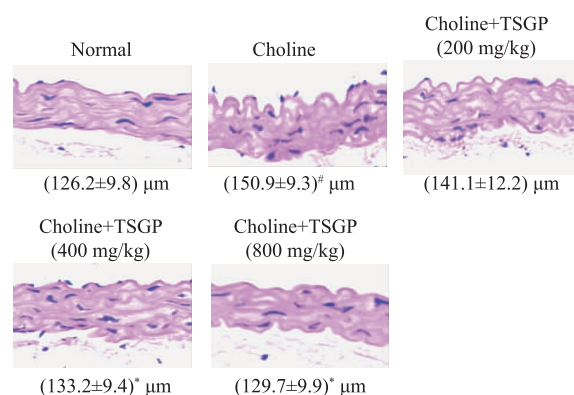 Normal
Choline
Choline+TSGP
(200 mg/kg)
(126.2±9.8) μm
(150.9±9.3)# μm
(141.1±12.2) μm
Choline+TSGP
(400 mg/kg)
Choline+TSGP
(800 mg/kg)
(133.2±9.4)* μm
(129.7±9.9)* μm